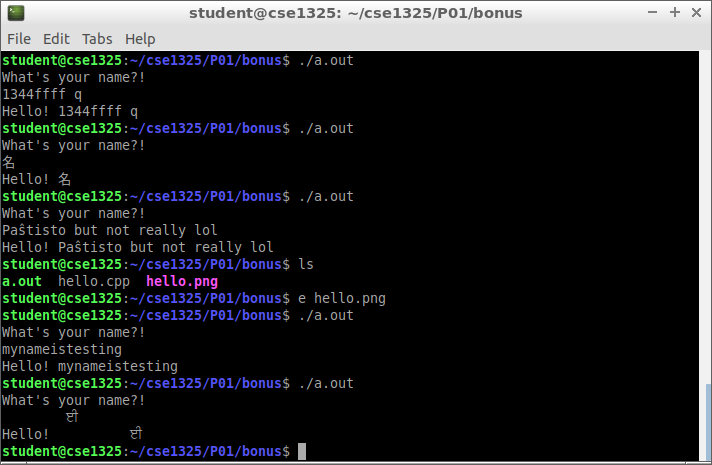 student@cse1325: ~/cse1325/P01/bonus
File Edit Tabs Help
student@cse1325:~/cse1325/P01/bonus$ ./a.out
What's your name?!
1344ffff q
Hello! 1344ffff q
student@cse1325:~/cse1325/P01/bonus$ ./a.out
What's your name?!
名
Hello! 名
student@cse1325:~/cse1325/P01/bonus$ ./a.out
What's your name?!
Paŝtisto but not really lol
Hello! Paŝtisto but not really lol
student@cse1325:~/cse1325/P01/bonus$ ls
a.out  hello.cpp  hello.png
student@cse1325:~/cse1325/P01/bonus$ e hello.png
student@cse1325:~/cse1325/P01/bonus$ ./a.out
What's your name?!
mynameistesting
Hello! mynameistesting
student@cse1325:~/cse1325/P01/bonus$ ./a.out
What's your name?!
Hello!
student@cse1325:~/cse1325/P01/bonus$